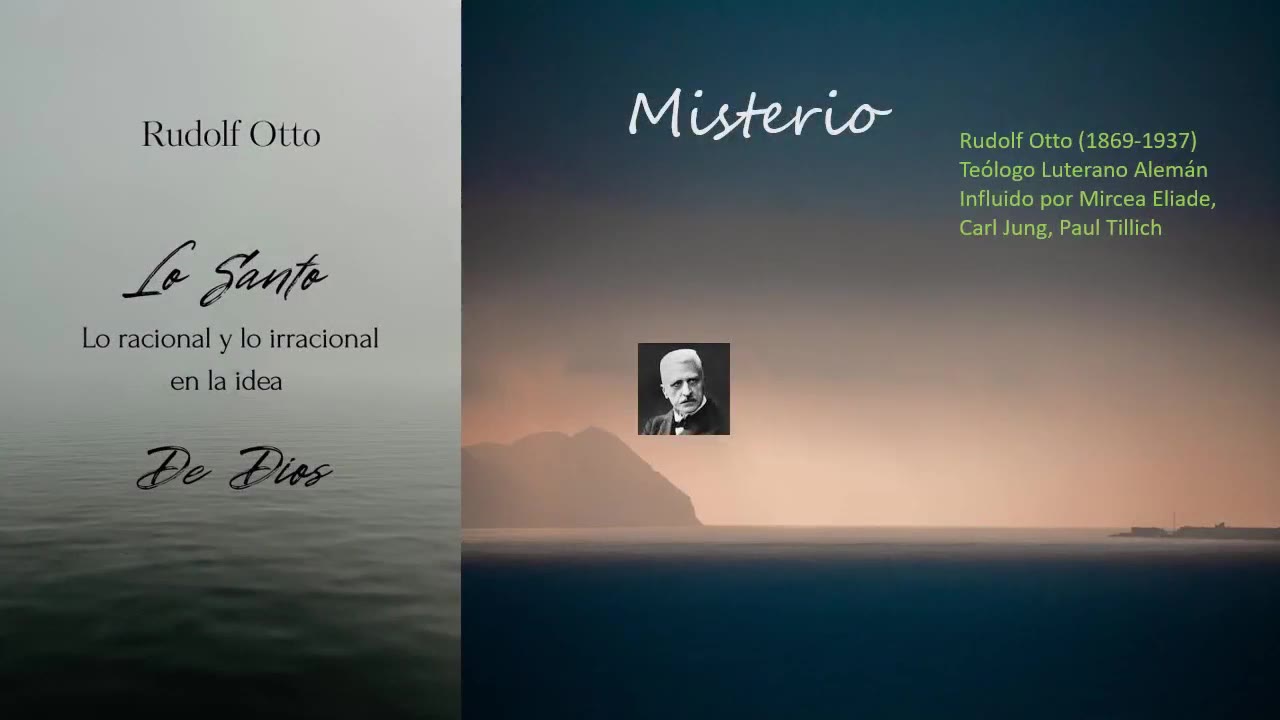 Rudolf Otto
Lo Santo
Lo racional y lo irracional
en la idea
De Dios
Misterio
Rudolf Otto (1869-1937)
Teólogo Luterano Alemán
Influido por Mircea Eliade,
Carl Jung, Paul Tillich